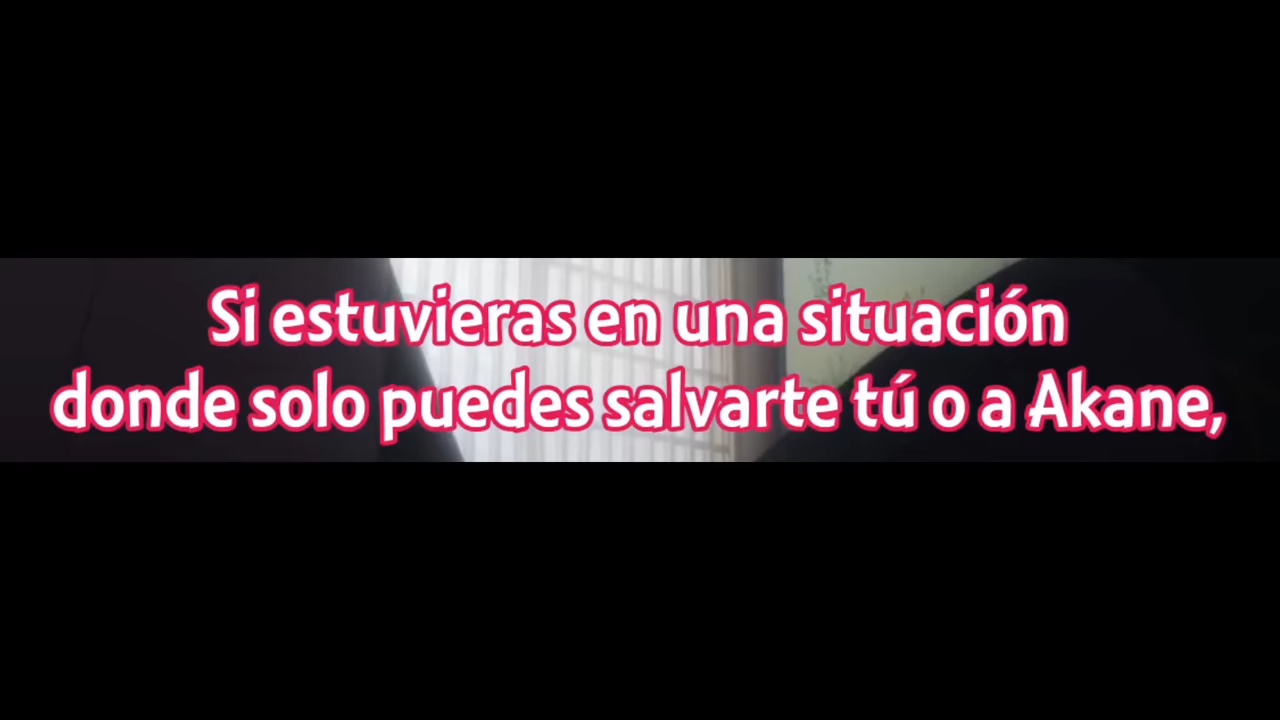 Si estuvieras en una situación
donde solo puedes salvarte tú o a Akane,